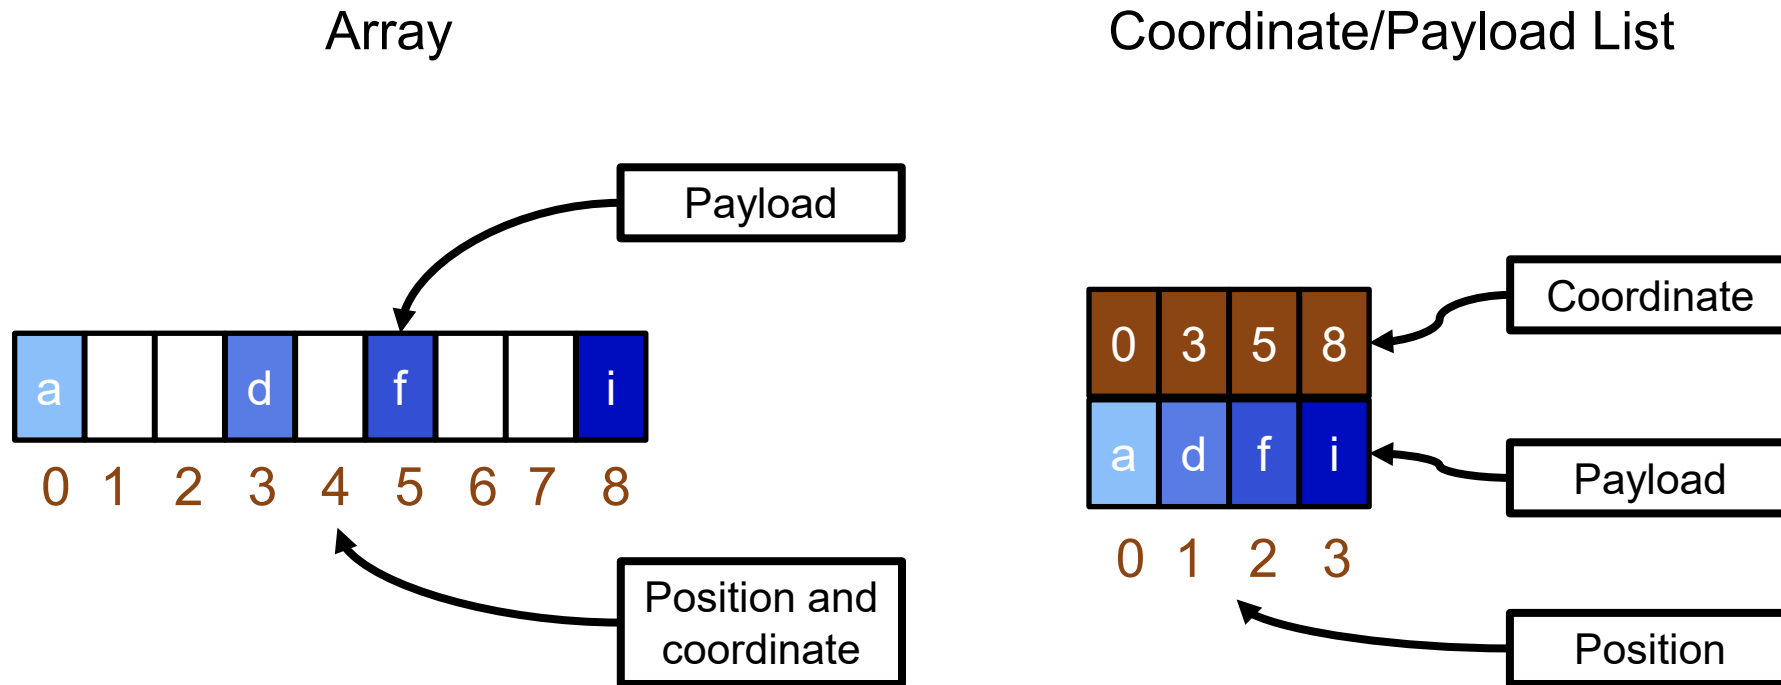 Array
Payload
a d f i
0 1 2 3 4 5 6 7 8
Position and
coordinate
Coordinate/Payload List
Coordinate
0 3 5 8
a d f i
Payload
0 1 2 3
Position